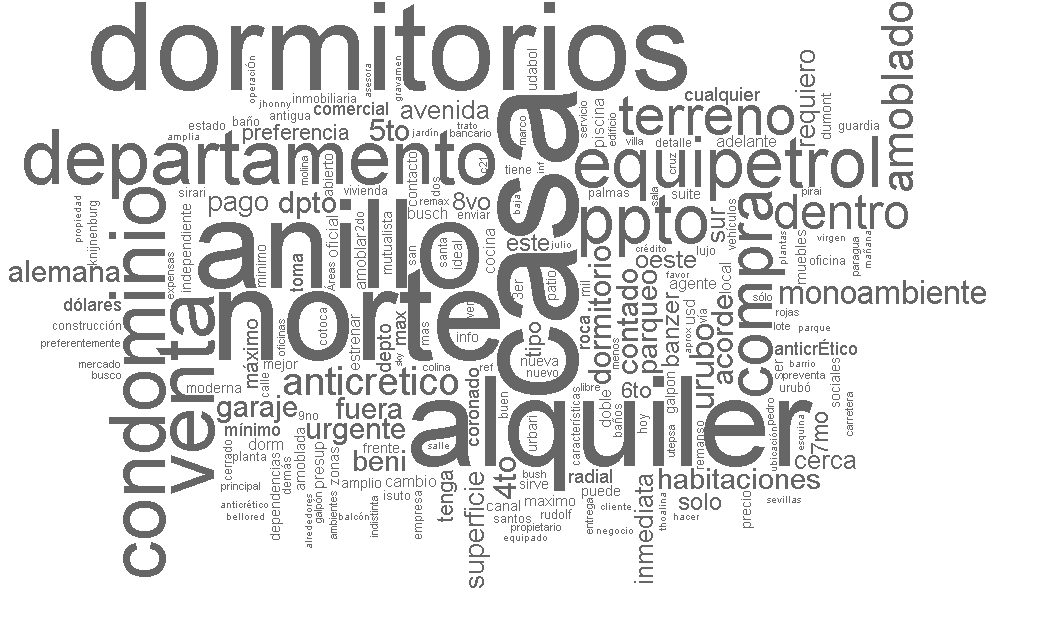 dormitorios
amoblado
operación
asesora
gravamen
udabol
jhonny
inmobiliaria
antigua
comercial
avenida
servicio
piscina
edificio
cualquier
terreno
requiero
dumont
guardia
estado
baño
amplia
preferencia
5to
jardín
trato
bancario
marco
villa
detalle
adelante
departamento
molina
abierto
contacto
dos
c21
tiene
inf
casa
equipetrol
cruz
sala
palmas
suite
pirai
propiedad
knijnenburg
sirari
independiente
pago
dpto
vivienda
2do
remax
busch
8vo
enviar
baja
ppto
sur
lujo
vehículos
compra
dentro
virgen
plantas
muebles
oficina
paragua
mañana
condominio
anillo
mínimo
toma
Áreas
oficial
amoblar
mutualista
san
santa
ideal
cocina
este
julio
crédito
oeste
favor
agente
local
alemana
expensas
norte
3er
patio
mil
dormitorio
contado
parqueo
banzer
usd
aprox
vía
sólo
monoambiente
dólares
venta
construcción
preferentemente
máximo
oficinas
cotoca
estrenar
depto
max
sky
mas
ver
info
tipo
roca
menos
urubo
acorde
rojas
lote
parque
anticrÉtico
mercado
busco
moderna
calle
mejor
anticretico
colina
ref
nueva
nuevo
barrio
ser
preventa
urubó
sociales
garaje
9no
fuera
coronado
alquiler
buen
libre
doble
6to
galpon
carretera
mínimo
urgente
salle
urbari
características
baños
hoy
utepsa
remanso
ubicación
pedro
esquina
7mo
cerca
cerrado
dorm
planta
amoblada
presup
zonas
frente
beni
principal
dependencias
demás
amplio
cambio
tenga
superficie
4to
bush
sirve
radial
puede
habitaciones
anticrético
bellored
alrededores
galpón
ambientes
balcón
indistinta
isuto
empresa
canal
santos
maximo
rudolf
propietario
equipado
entrega
cliente
negocio
inmediata
thoalina
hacer
solo
precio
sevillas